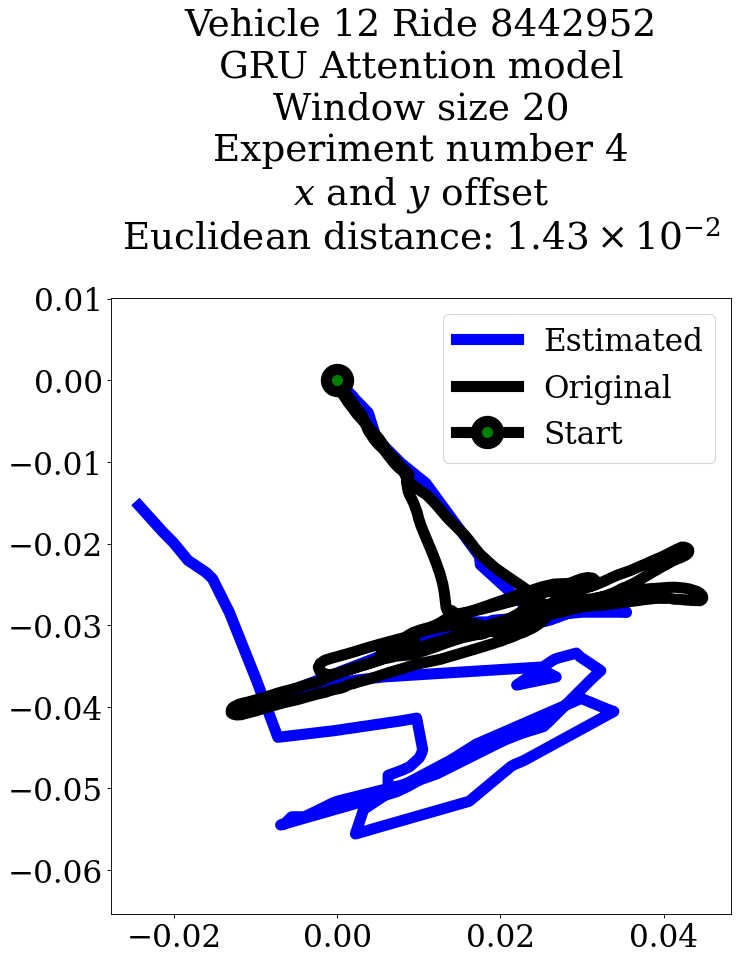 Vehicle 12 Ride 8442952
GRU Attention model
Window size 20
Experiment number 4
x and y offset
Euclidean distance: 1.43 × 10⁻²
0.01
0.00
−0.01
−0.02
−0.03
−0.04
−0.05
−0.06
Estimated
Original
Start
−0.02 0.00 0.02 0.04